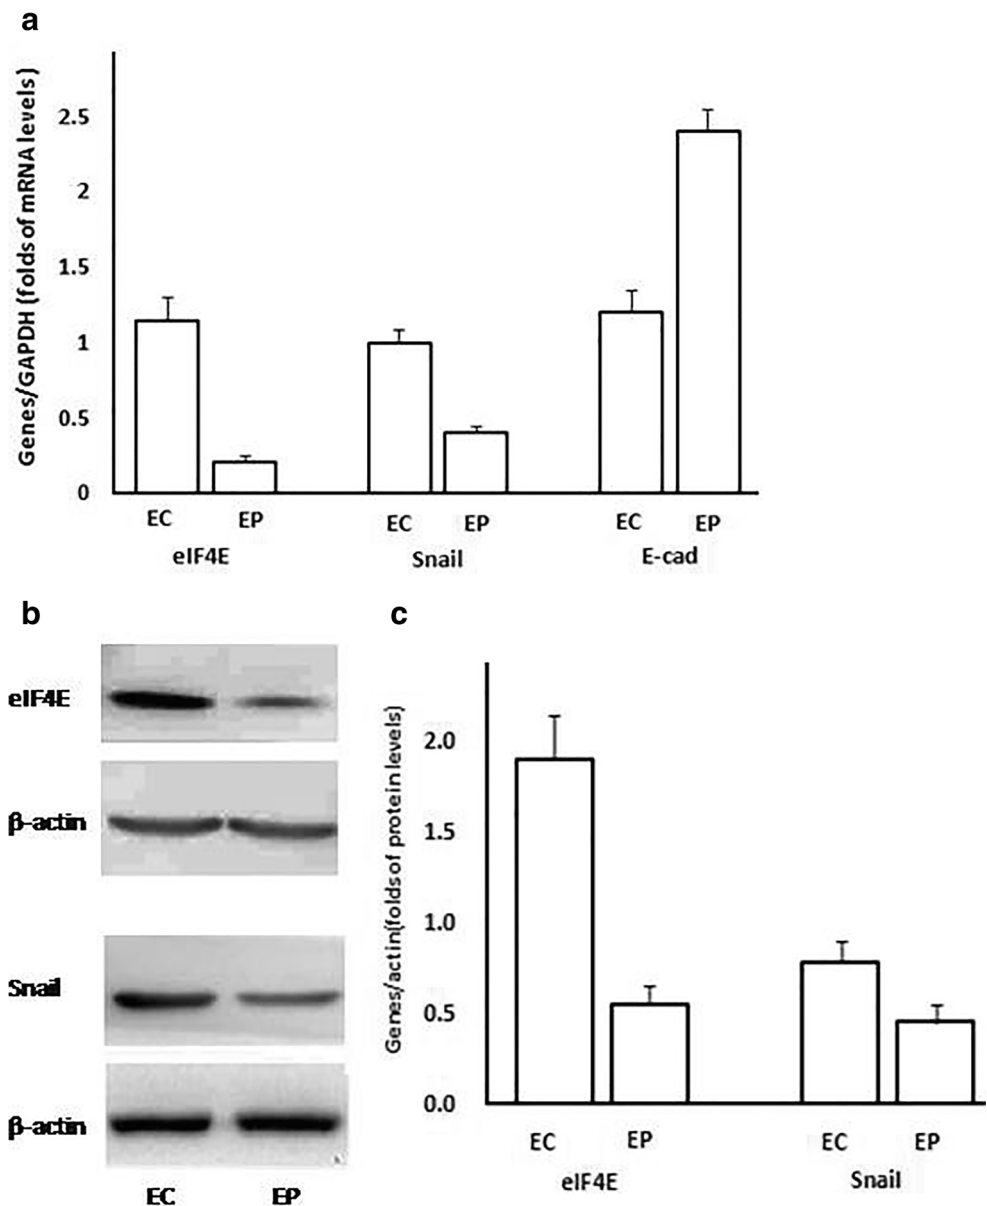 a
Genes/GAPDH (folds of mRNA levels)
2.5
2
1.5
1
0.5
0
EC EP EC EP EC EP
eIF4E Snail E-cad
b
eIF4E
β-actin
Snail
β-actin
EC EP
c
Genes/actin(folds of protein levels)
2.0
1.5
1.0
0.5
0.0
EC EP EC EP
eIF4E Snail